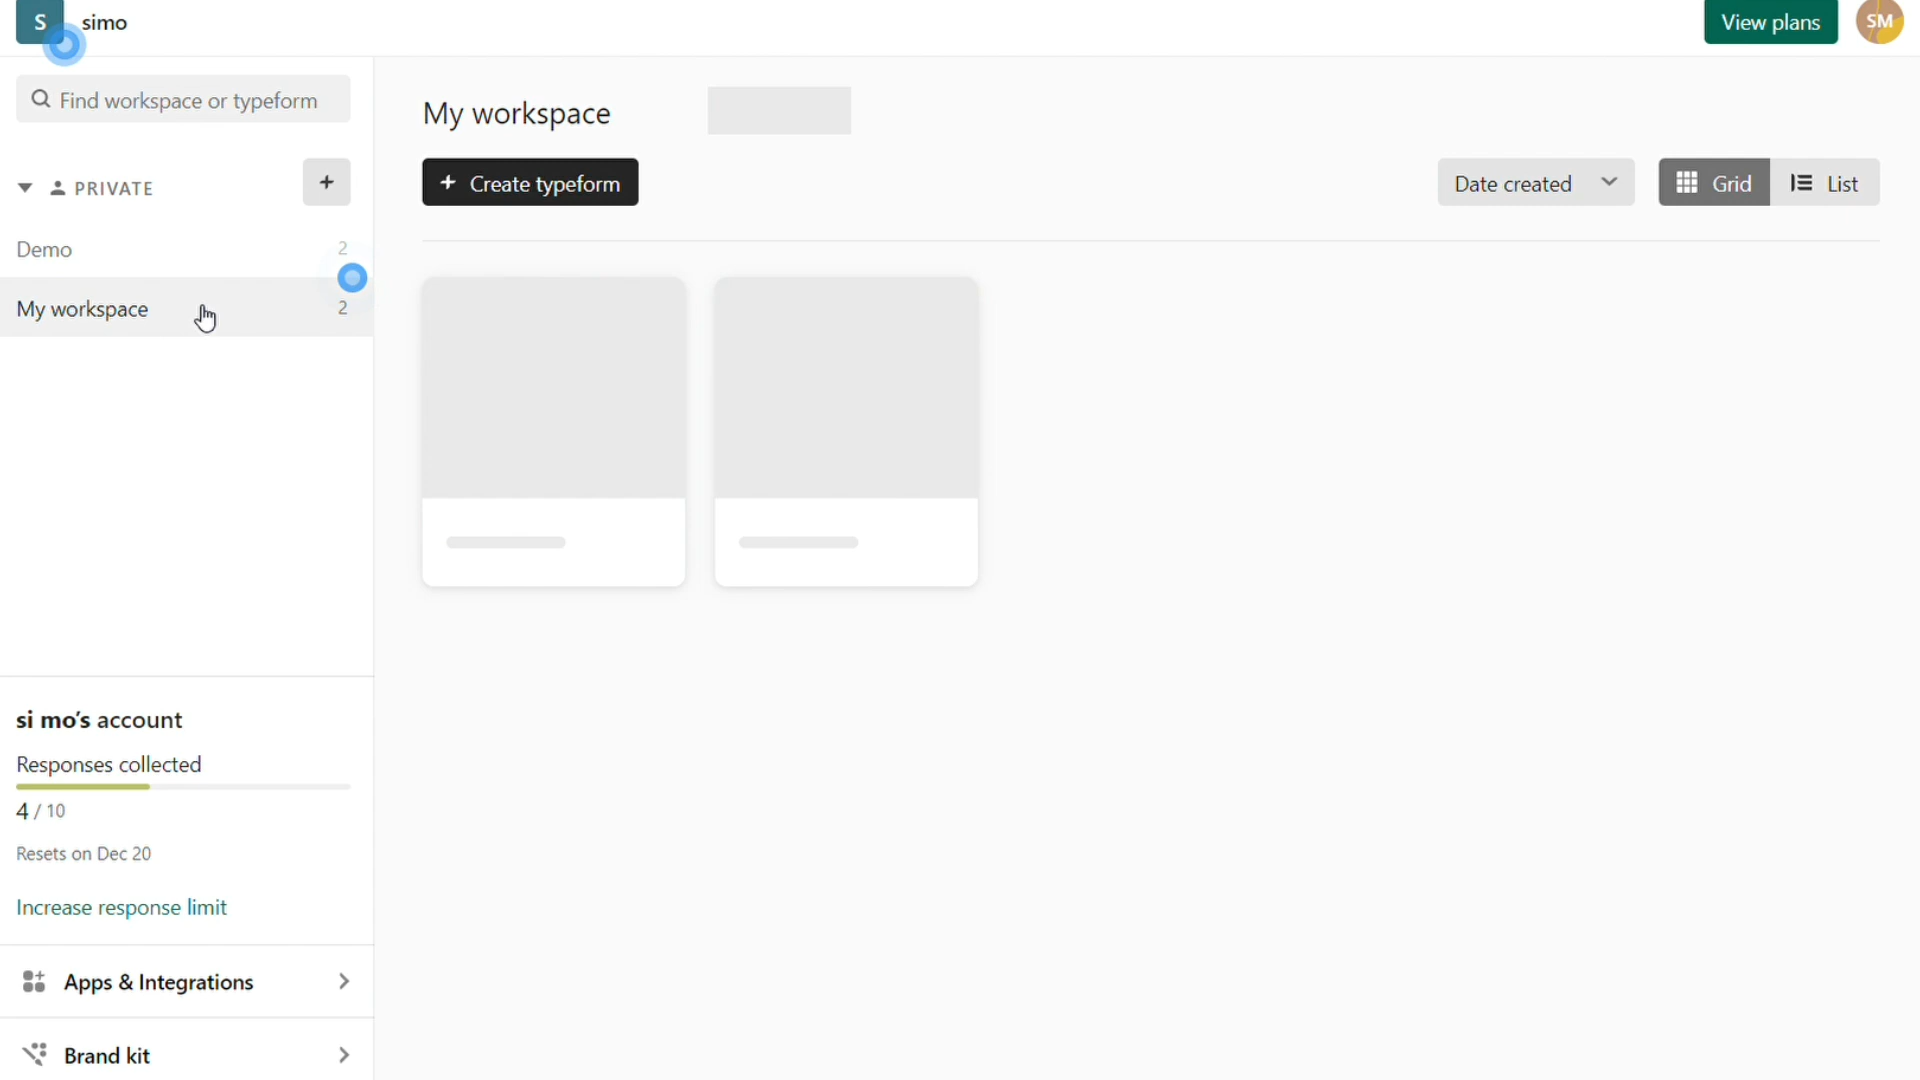 S simo
View plans SM
Find workspace or typeform
PRIVATE +
Demo 2
My workspace 2
My workspace
+ Create typeform
Date created
Grid
List
si mo's account
Responses collected
4 / 10
Resets on Dec 20
Increase response limit
Apps & Integrations
Brand kit